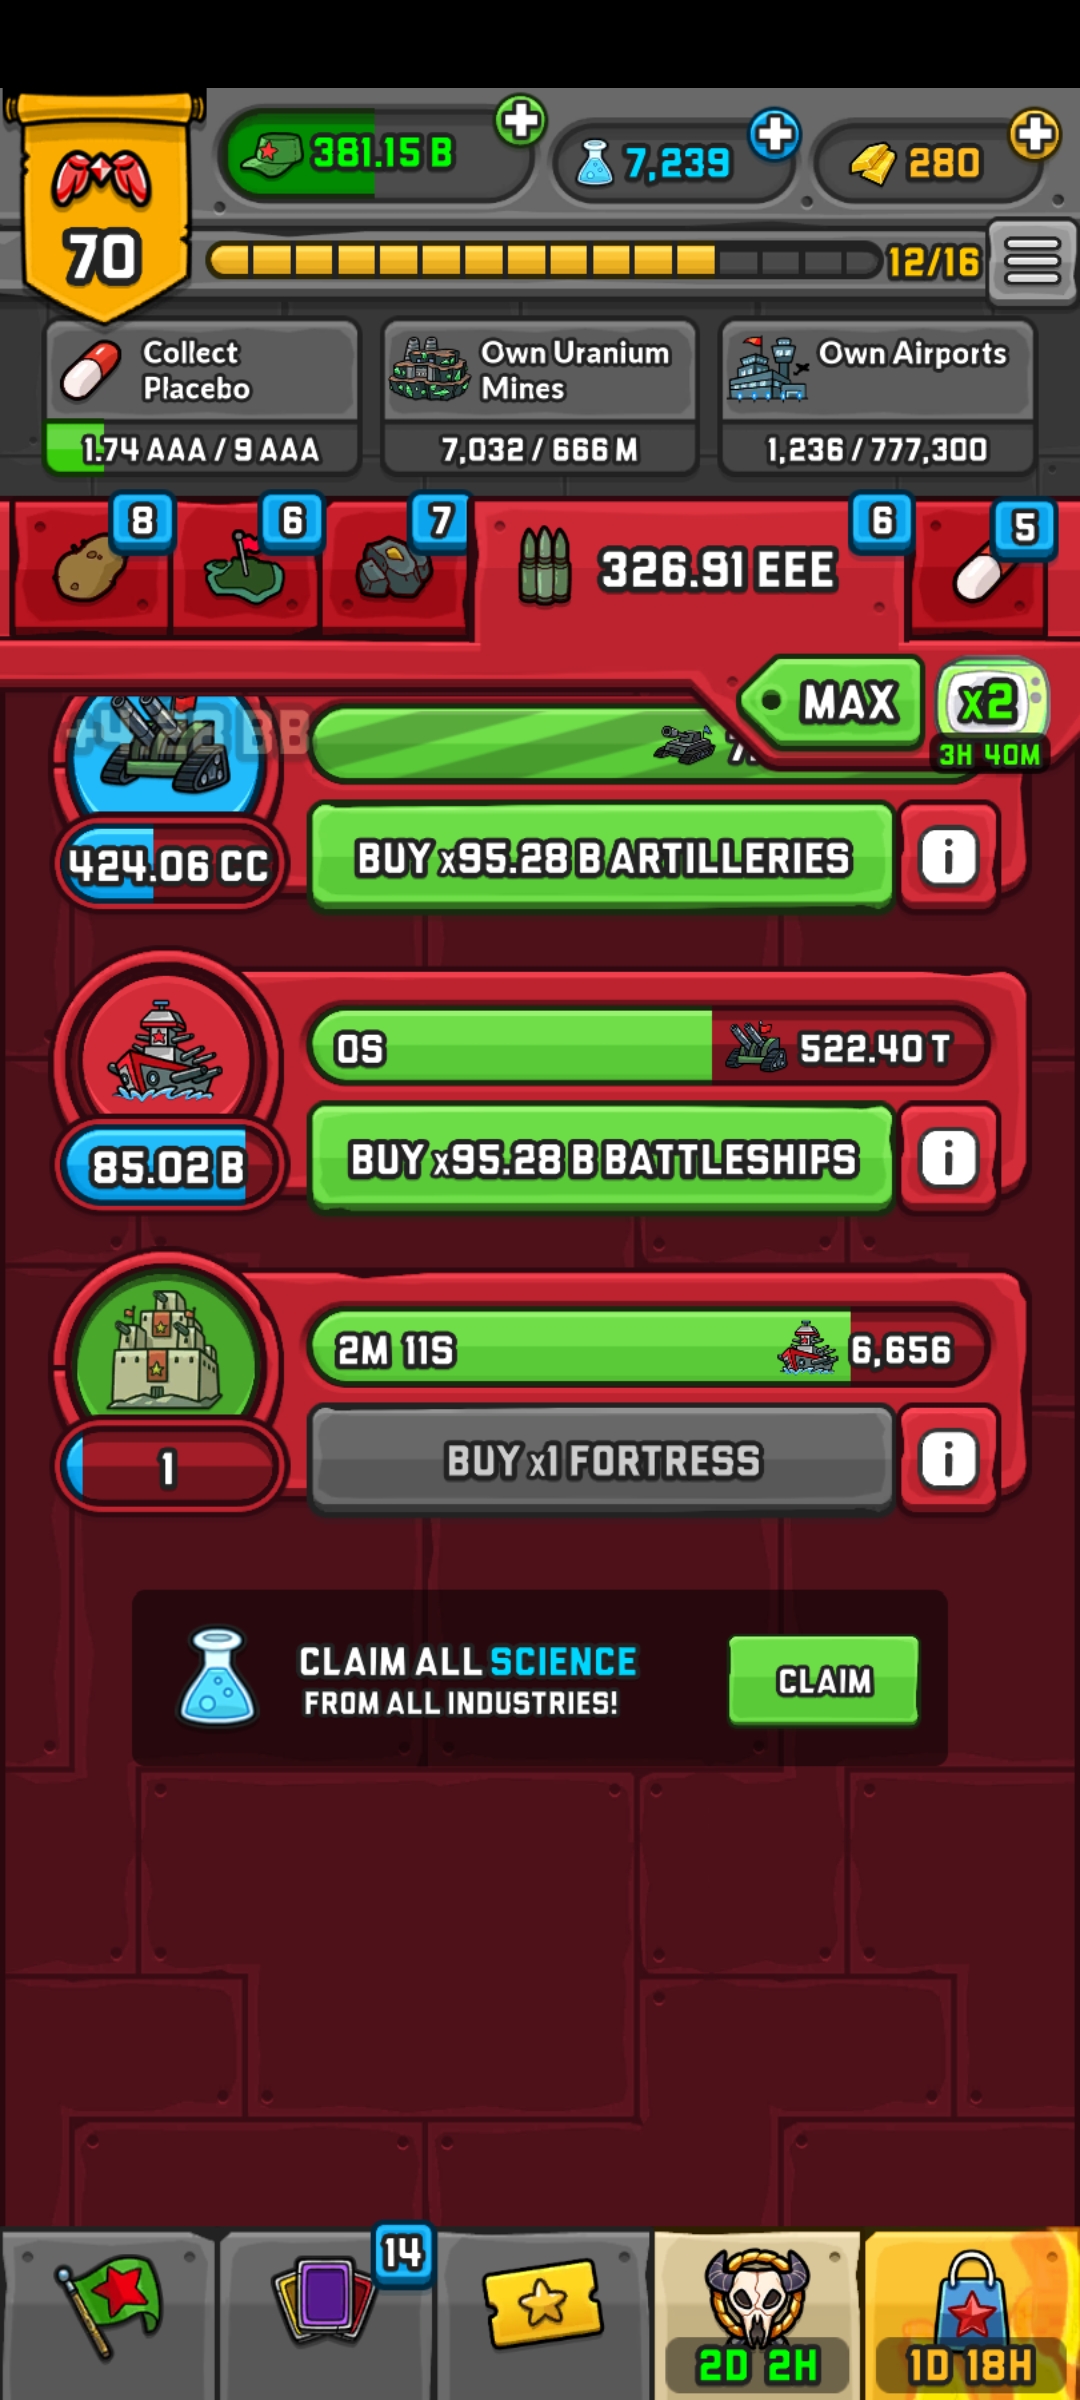 381.15 B
7,239
280
70
12/16
Collect
Placebo
Own Uranium
Mines
Own Airports
1.74 AAA / 9 AAA
7,032 / 666 M
1,236 / 777,300
8
6
7
326.91 EEE
6
5
MAX
x2
3H 40M
424.06 CC
BUY x95.28 B ARTILLERIES
i
0S
522.40 T
85.02 B
BUY x95.28 B BATTLESHIPS
i
2M 11S
6,656
1
BUY x1 FORTRESS
i
CLAIM ALL SCIENCE
FROM ALL INDUSTRIES!
CLAIM
14
2D 2H
1D 18H